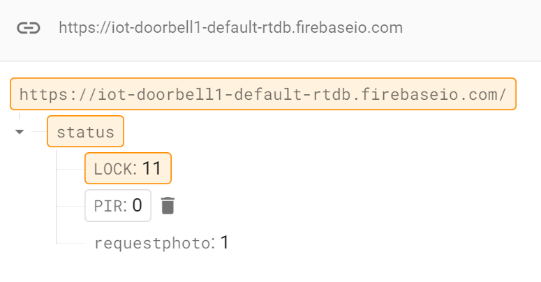 https://iot-doorbell1-default-rtdb.firebaseio.com
https://iot-doorbell1-default-rtdb.firebaseio.com/
status
LOCK: 11
PIR: 0
requestphoto: 1